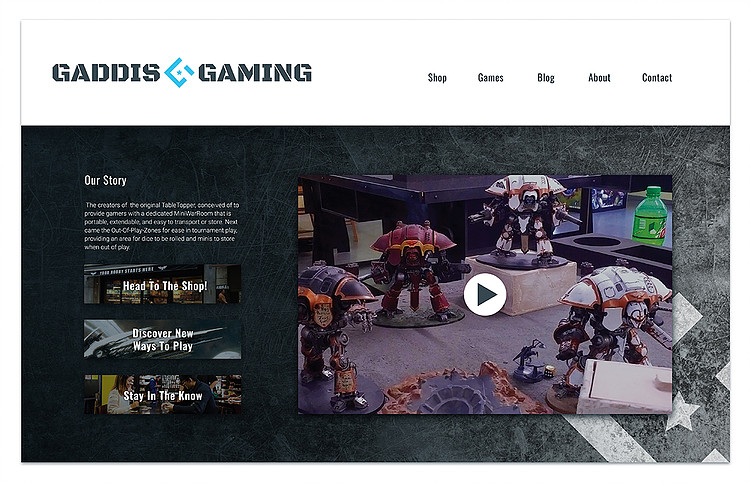 GADDIS GAMING
Shop Games Blog About Contact
Our Story
The creators of the original TableTopper, conceived of to
provide gamers with a dedicated MiniWarRoom that is
portable, extendable, and easy to transport or store. Next
came the Out-Of-Play-Zones for ease in tournament play,
providing an area for dice to be rolled and minis to store
when out of play.
YOUR HOBBY STARTS HERE
Head To The Shop!
Discover New
Ways To Play
Stay In The Know